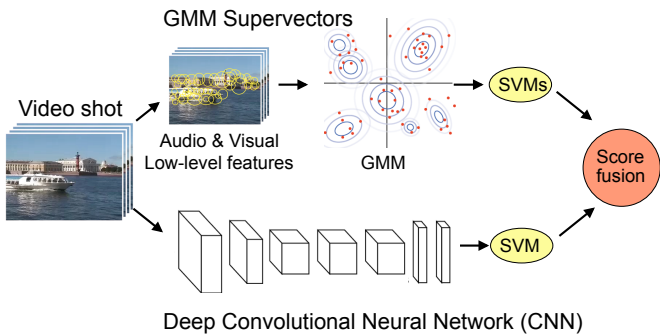 GMM Supervectors
Video shot
Audio & Visual
Low-level features
GMM
SVMs
Score
fusion
SVM
Deep Convolutional Neural Network (CNN)